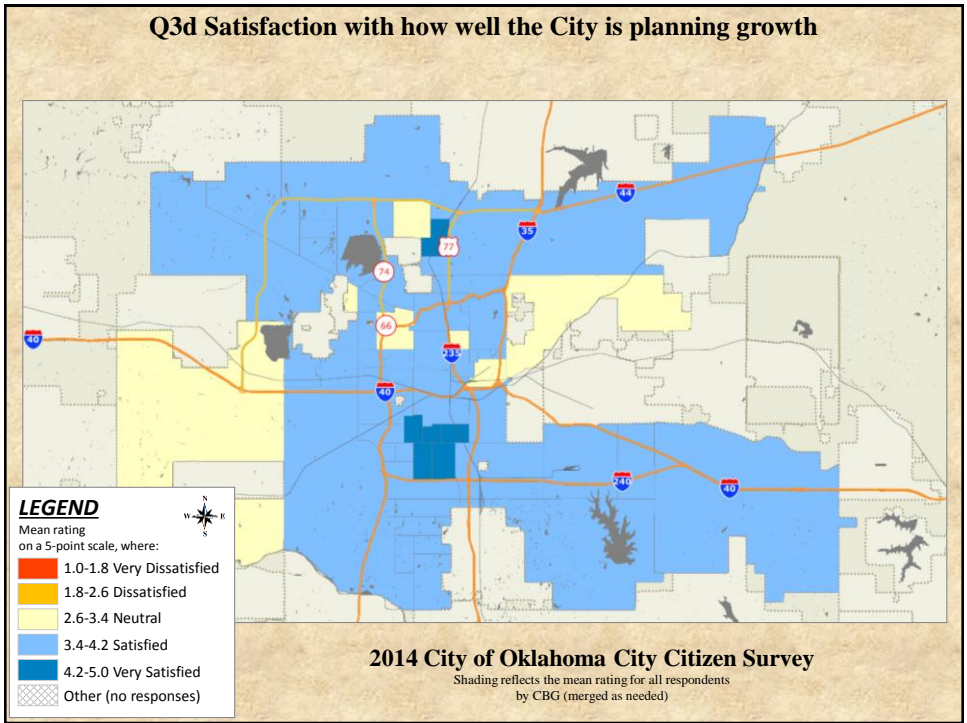 Q3d Satisfaction with how well the City is planning growth
44
35
77
74
66
40
235
40
240
40
LEGEND
N
W E
S
Mean rating
on a 5-point scale, where:
1.0-1.8 Very Dissatisfied
1.8-2.6 Dissatisfied
2.6-3.4 Neutral
3.4-4.2 Satisfied
4.2-5.0 Very Satisfied
Other (no responses)
2014 City of Oklahoma City Citizen Survey
Shading reflects the mean rating for all respondents
by CBG (merged as needed)